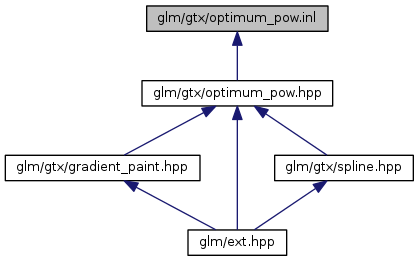 glm/gtx/optimum_pow.inl
glm/gtx/optimum_pow.hpp
glm/gtx/gradient_paint.hpp
glm/gtx/spline.hpp
glm/ext.hpp